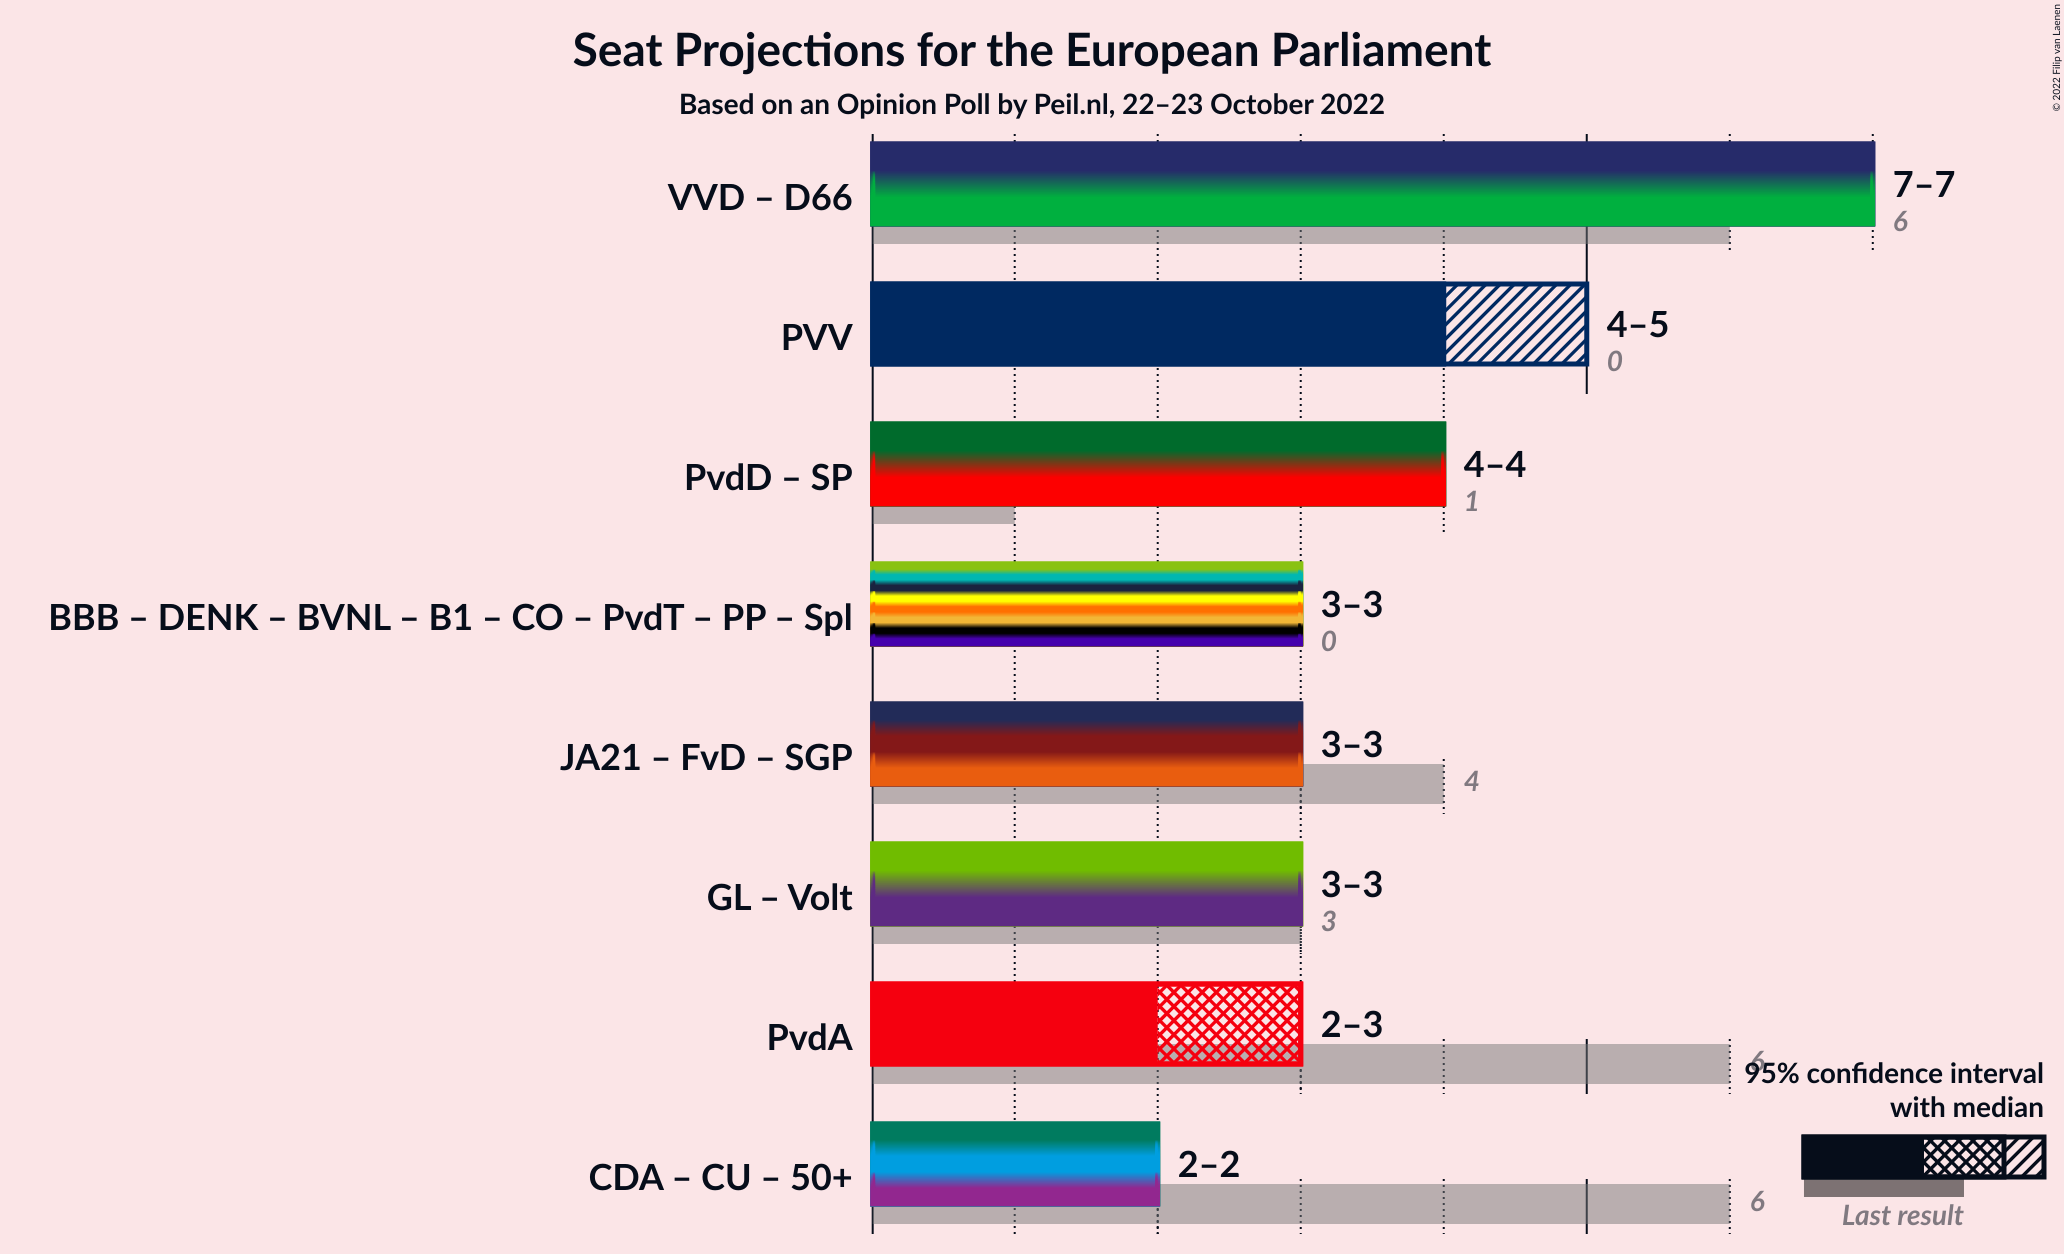 Seat Projections for the European Parliament
Based on an Opinion Poll by Peil.nl, 22–23 October 2022
© 2022 Filip van Laenen
VVD – D66
7–7
6
PVV
4–5
0
PvdD – SP
4–4
1
BBB – DENK – BVNL – B1 – CO – PvdT – PP – Spl
3–3
0
JA21 – FvD – SGP
3–3
4
GL – Volt
3–3
3
PvdA
2–3
6
CDA – CU – 50+
2–2
6
95% confidence interval
with median
Last result